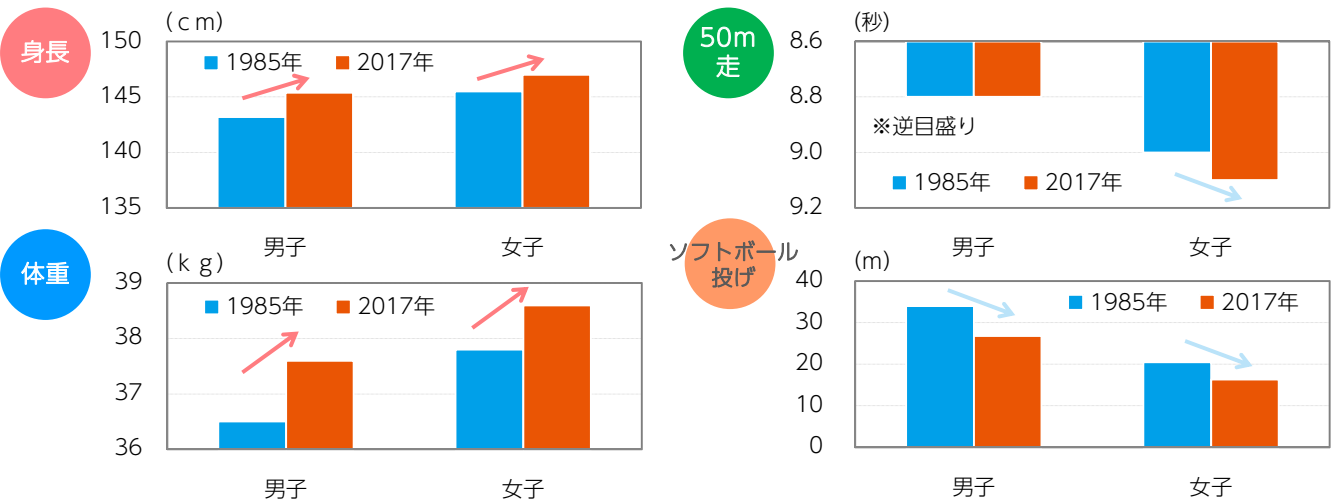 身長
(ｃｍ)
150
145
140
135
1985年 2017年
男子 女子
50m
走
(秒)
8.6
8.8
9.0
9.2
※逆目盛り
1985年 2017年
男子 女子
体重
(ｋｇ)
39
38
37
36
1985年 2017年
男子 女子
ソフトボール
投げ
(m)
40
30
20
10
0
1985年 2017年
男子 女子